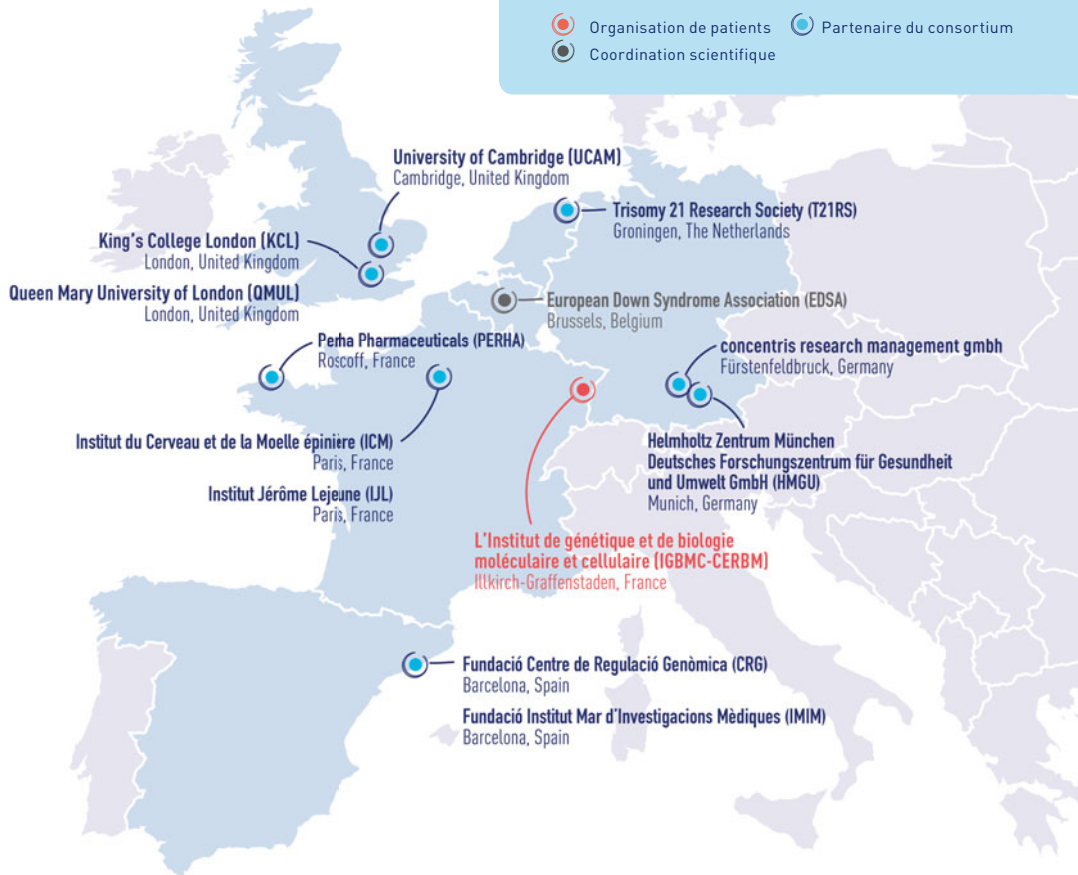 Organisation de patients
Partenaire du consortium
Coordination scientifique
University of Cambridge (UCAM)
Cambridge, United Kingdom
Trisomy 21 Research Society (T21RS)
Groningen, The Netherlands
King's College London (KCL)
London, United Kingdom
Queen Mary University of London (QMUL)
London, United Kingdom
European Down Syndrome Association (EDSA)
Brussels, Belgium
Perha Pharmaceuticals (PERHA)
Roscoff, France
concentris research management gmbh
Fürstenfeldbruck, Germany
Institut du Cerveau et de la Moelle épinière (ICM)
Paris, France
Helmholtz Zentrum München
Deutsches Forschungszentrum für Gesundheit
und Umwelt GmbH (HMGU)
Munich, Germany
Institut Jérôme Lejeune (IJL)
Paris, France
L'Institut de génétique et de biologie
moléculaire et cellulaire (IGBMC-CERBM)
Illkirch-Graffenstaden, France
Fundació Centre de Regulació Genòmica (CRG)
Barcelona, Spain
Fundació Institut Mar d'Investigacions Mèdiques (IMIM)
Barcelona, Spain